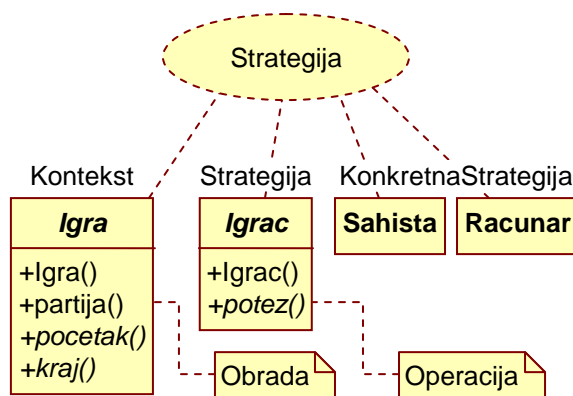 Strategija
Kontekst
Strategija
KonkretnaStrategija
Igra
Igrac
Sahista
Racunar
+Igra()
+partija()
+pocetak()
+kraj()
+Igrac()
+potez()
Obrada
Operacija